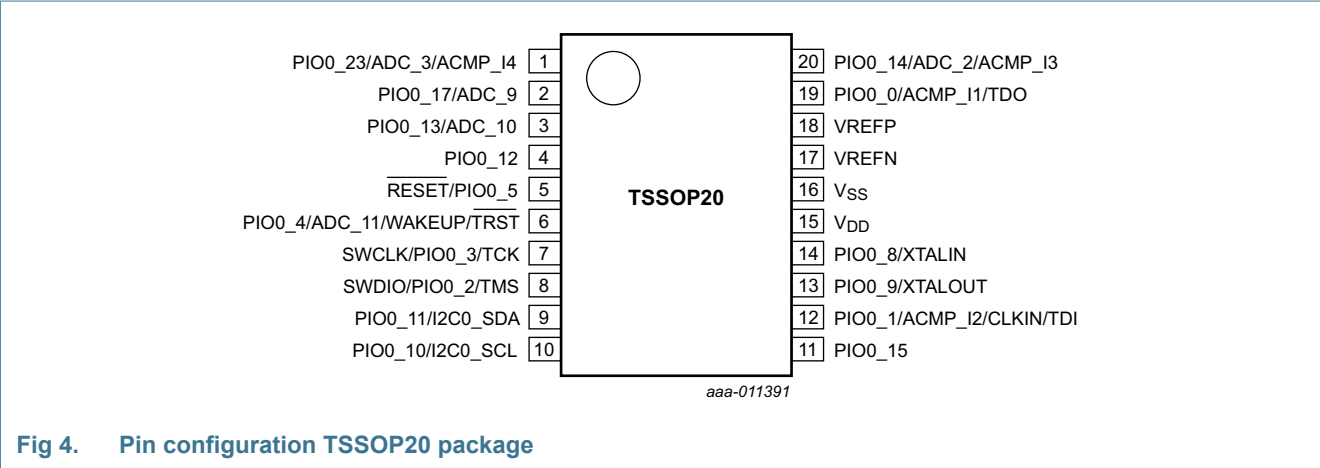 PIO0_23/ADC_3/ACMP_I4 1
PIO0_17/ADC_9 2
PIO0_13/ADC_10 3
PIO0_12 4
RESET/PIO0_5 5
PIO0_4/ADC_11/WAKEUP/TRST 6
SWCLK/PIO0_3/TCK 7
SWDIO/PIO0_2/TMS 8
PIO0_11/I2C0_SDA 9
PIO0_10/I2C0_SCL 10
TSSOP20
20 PIO0_14/ADC_2/ACMP_I3
19 PIO0_0/ACMP_I1/TDO
18 VREFP
17 VREFN
16 VSS
15 VDD
14 PIO0_8/XTALIN
13 PIO0_9/XTALOUT
12 PIO0_1/ACMP_I2/CLKIN/TDI
11 PIO0_15
aaa-011391
Fig 4. Pin configuration TSSOP20 package